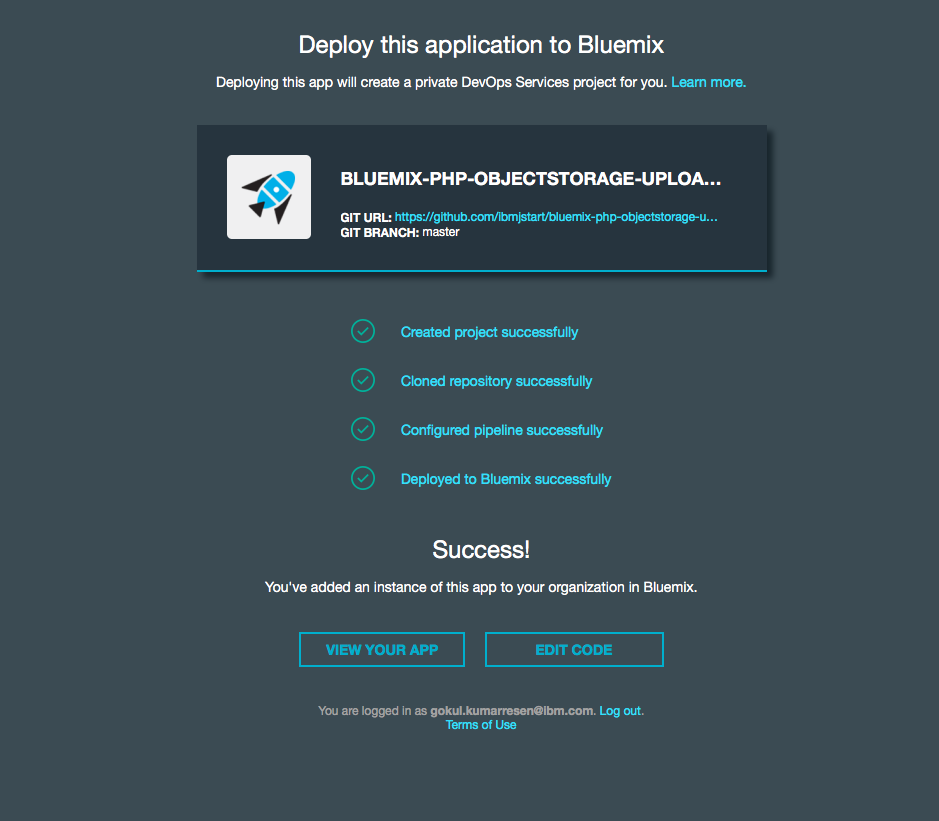 Deploy this application to Bluemix
Deploying this app will create a private DevOps Services project for you. Learn more.
BLUEMIX-PHP-OBJECTSTORAGE-UPLOA...
GIT URL: https://github.com/ibmjstart/bluemix-php-objectstorage-u...
GIT BRANCH: master
Created project successfully
Cloned repository successfully
Configured pipeline successfully
Deployed to Bluemix successfully
Success!
You've added an instance of this app to your organization in Bluemix.
VIEW YOUR APP EDIT CODE
You are logged in as gokul.kumarresen@ibm.com. Log out.
Terms of Use